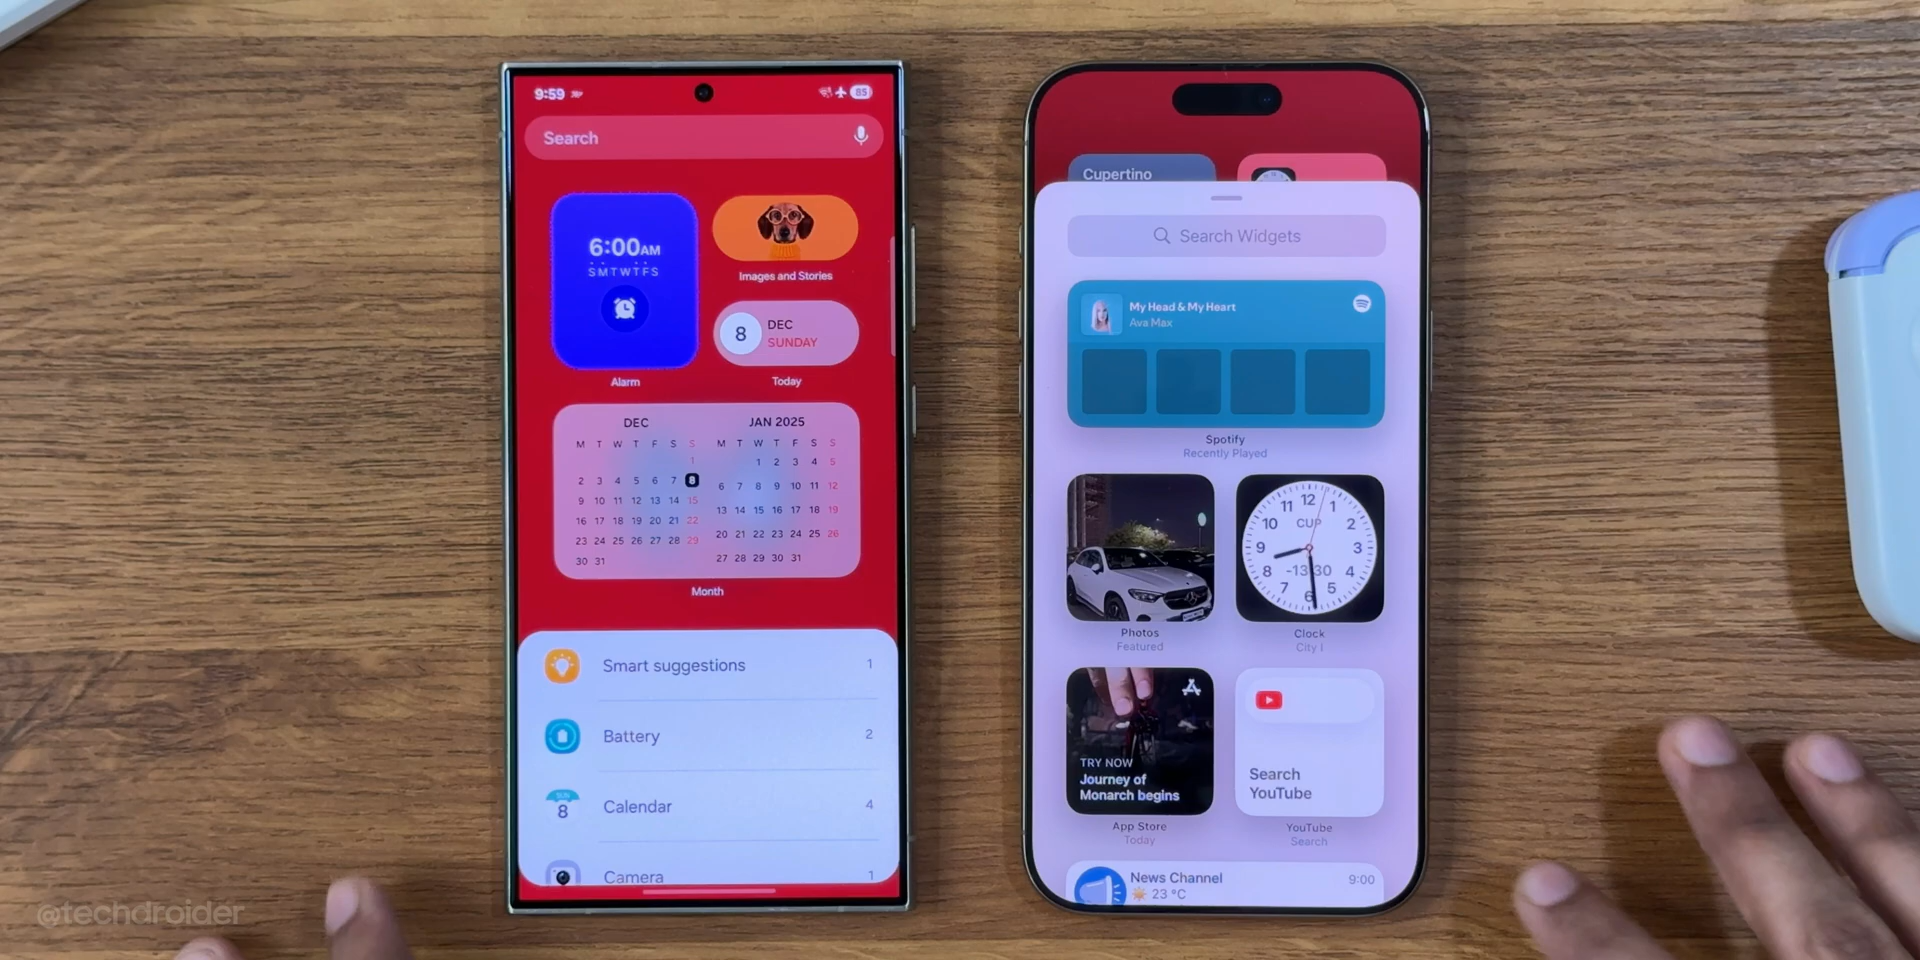 9:59
85
Search
6:00AM
SMTWTFS
Alarm
Images and Stories
8
DEC
SUNDAY
Today
DEC
M T W T F S S
1
2 3 4 5 6 7 8
9 10 11 12 13 14 15
16 17 18 19 20 21 22
23 24 25 26 27 28 29
30 31
JAN 2025
M T W T F S S
1 2 3 4 5
6 7 8 9 10 11 12
13 14 15 16 17 18 19
20 21 22 23 24 25 26
27 28 29 30 31
Month
Smart suggestions 1
Battery 2
SUN
8
Calendar 4
Camera 1
Cupertino
Search Widgets
My Head & My Heart
Ava Max
Spotify
Recently Played
Photos
Featured
12
11 1
10 CUP 2
9 3
8 -13:30 4
7 5
6
Clock
City I
TRY NOW
Journey of
Monarch begins
App Store
Today
Search
YouTube
YouTube
Search
News Channel 9:00
23 °C
@techdroider